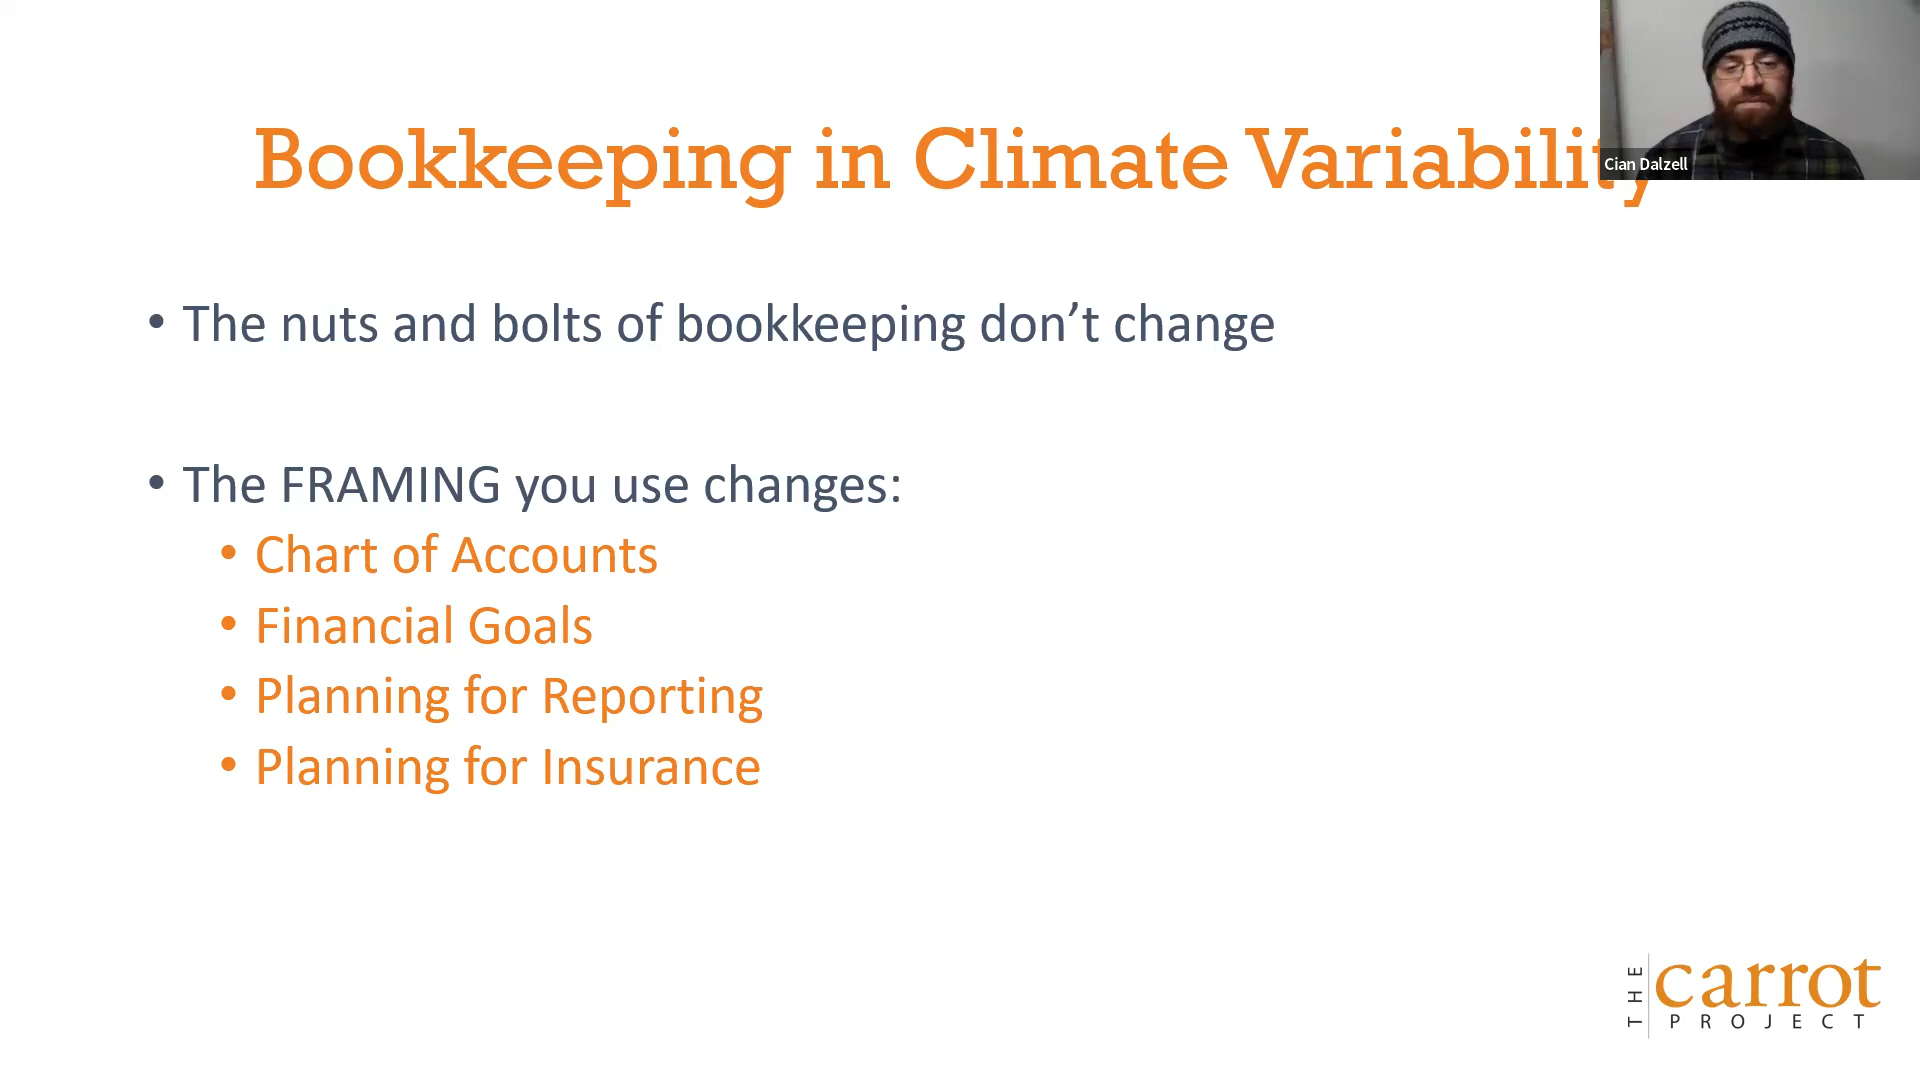 Bookkeeping in Climate Variability
Cian Dalzell
• The nuts and bolts of bookkeeping don’t change
• The FRAMING you use changes:
• Chart of Accounts
• Financial Goals
• Planning for Reporting
• Planning for Insurance
THE
carrot
PROJECT